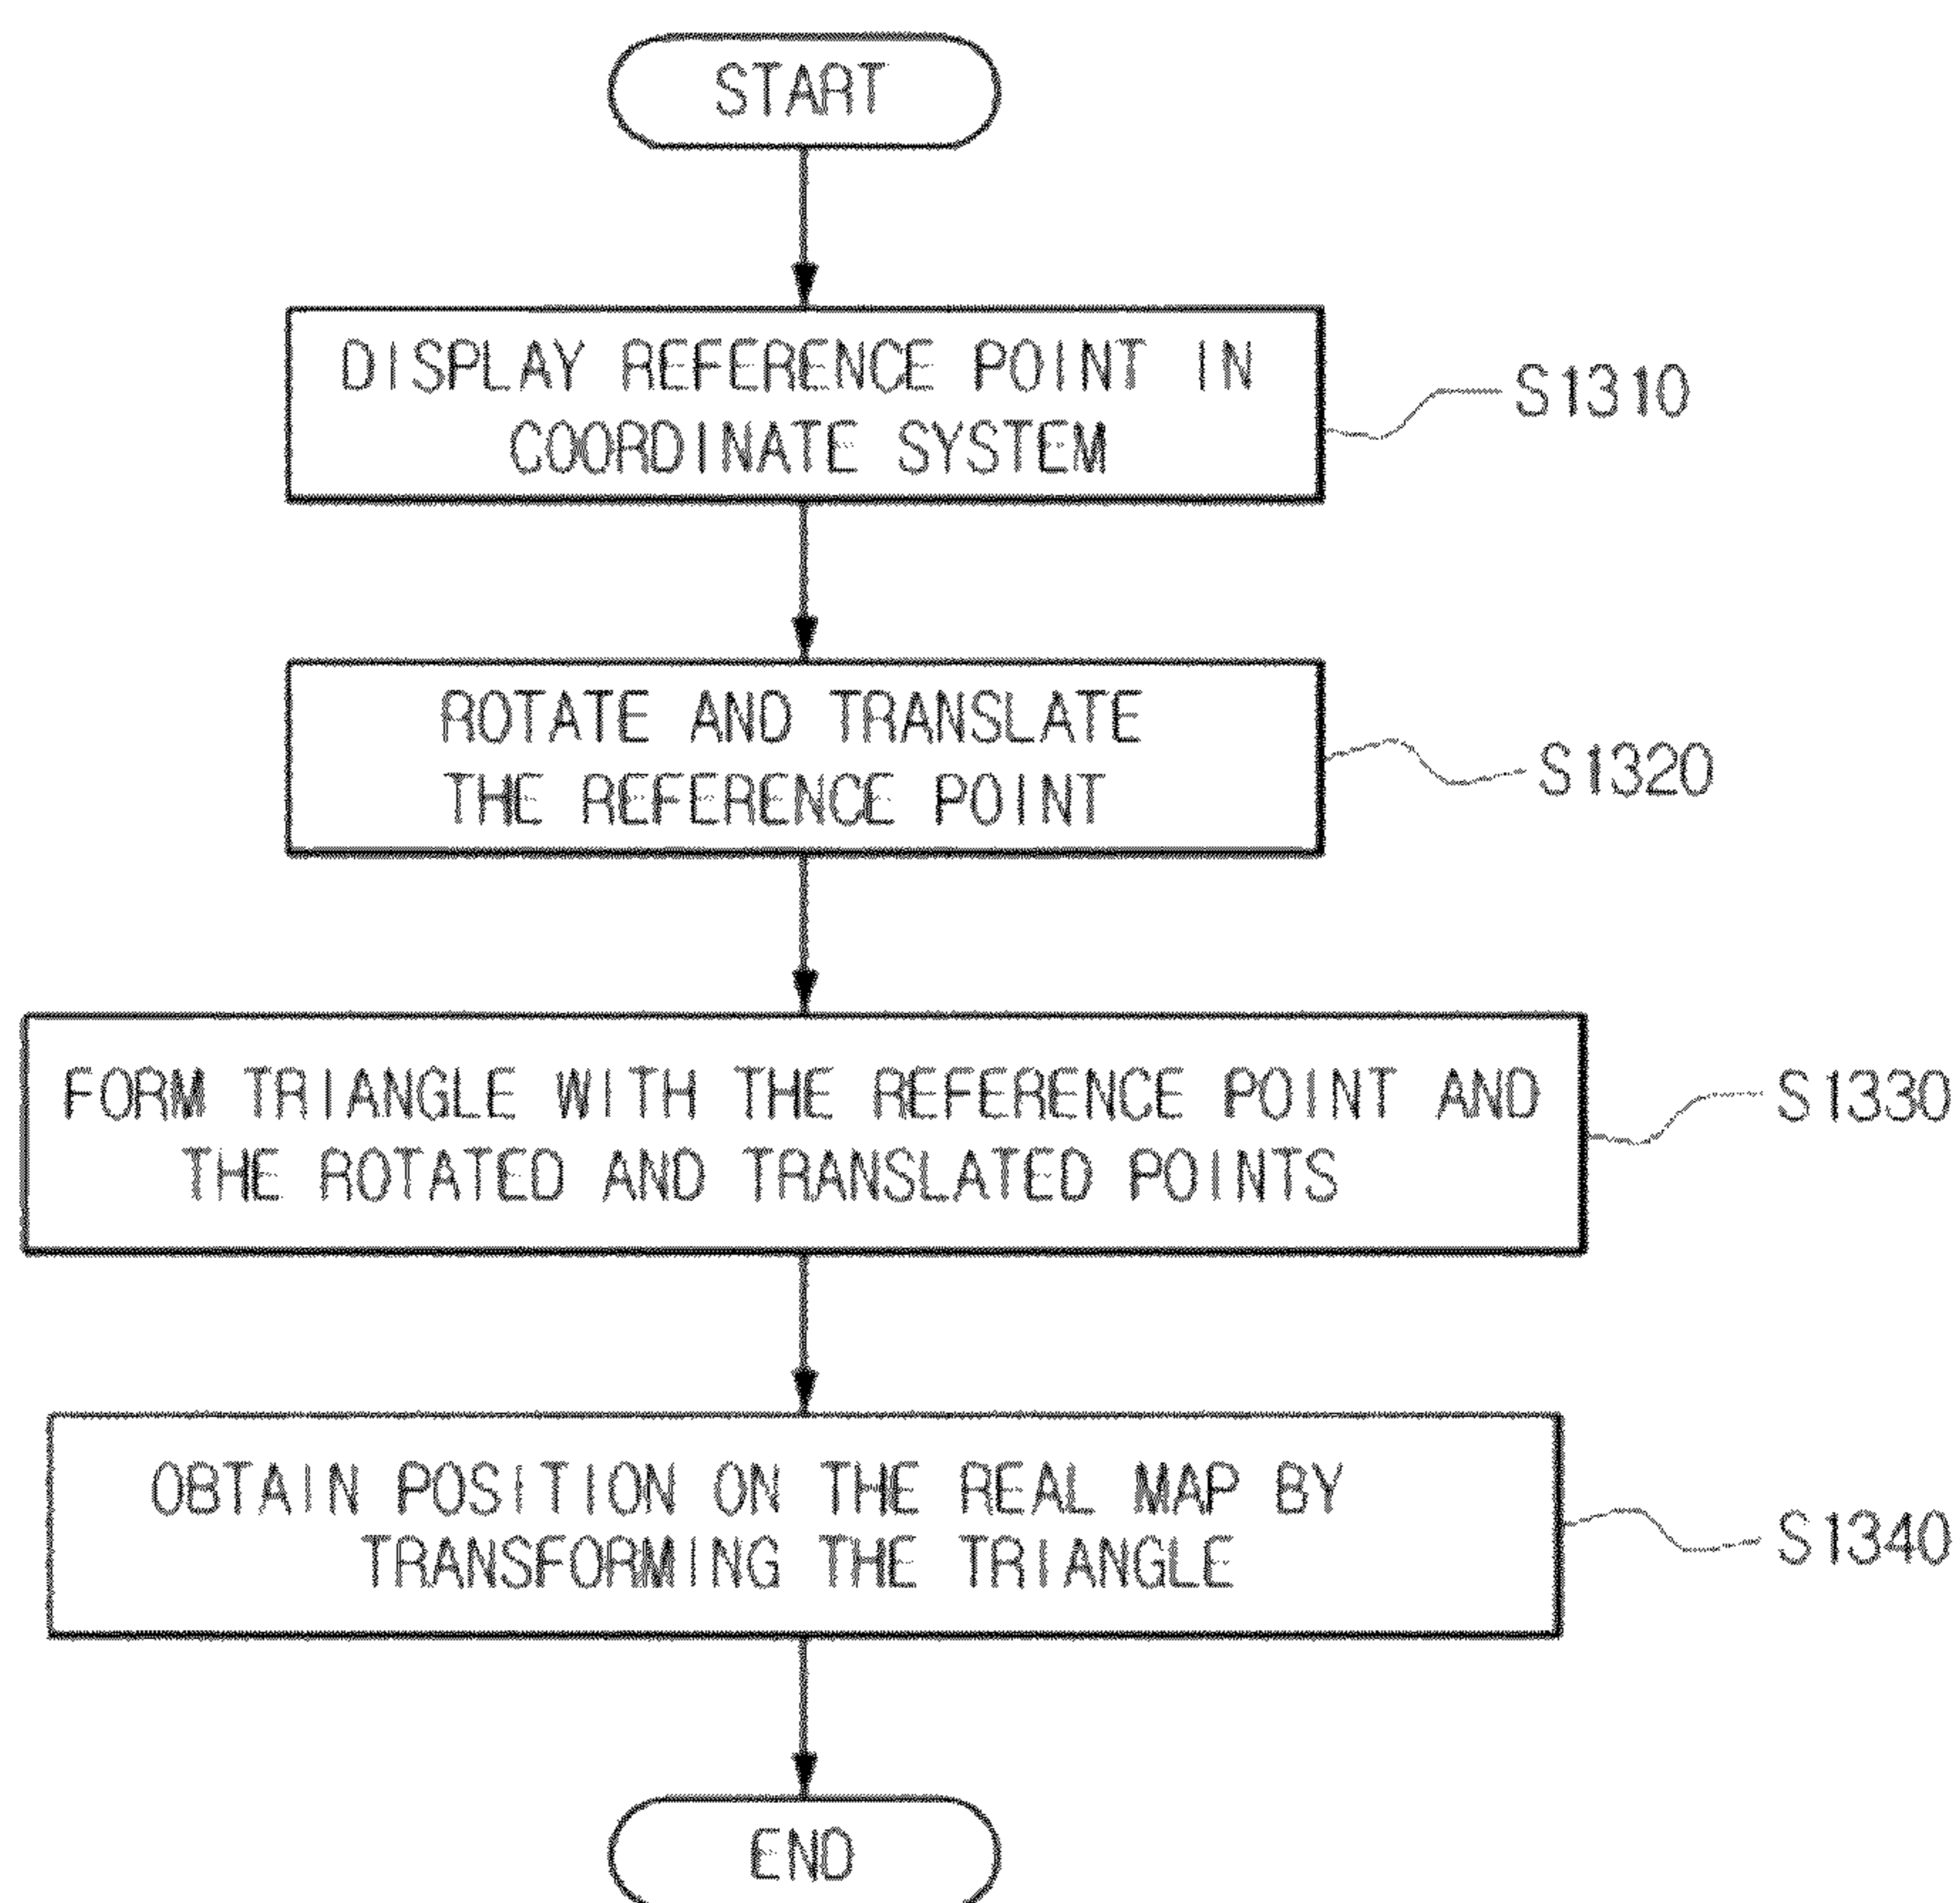 START
DISPLAY REFERENCE POINT IN
COORDINATE SYSTEM
S1310
ROTATE AND TRANSLATE
THE REFERENCE POINT
S1320
FORM TRIANGLE WITH THE REFERENCE POINT AND
THE ROTATED AND TRANSLATED POINTS
S1330
OBTAIN POSITION ON THE REAL MAP BY
TRANSFORMING THE TRIANGLE
S1340
END